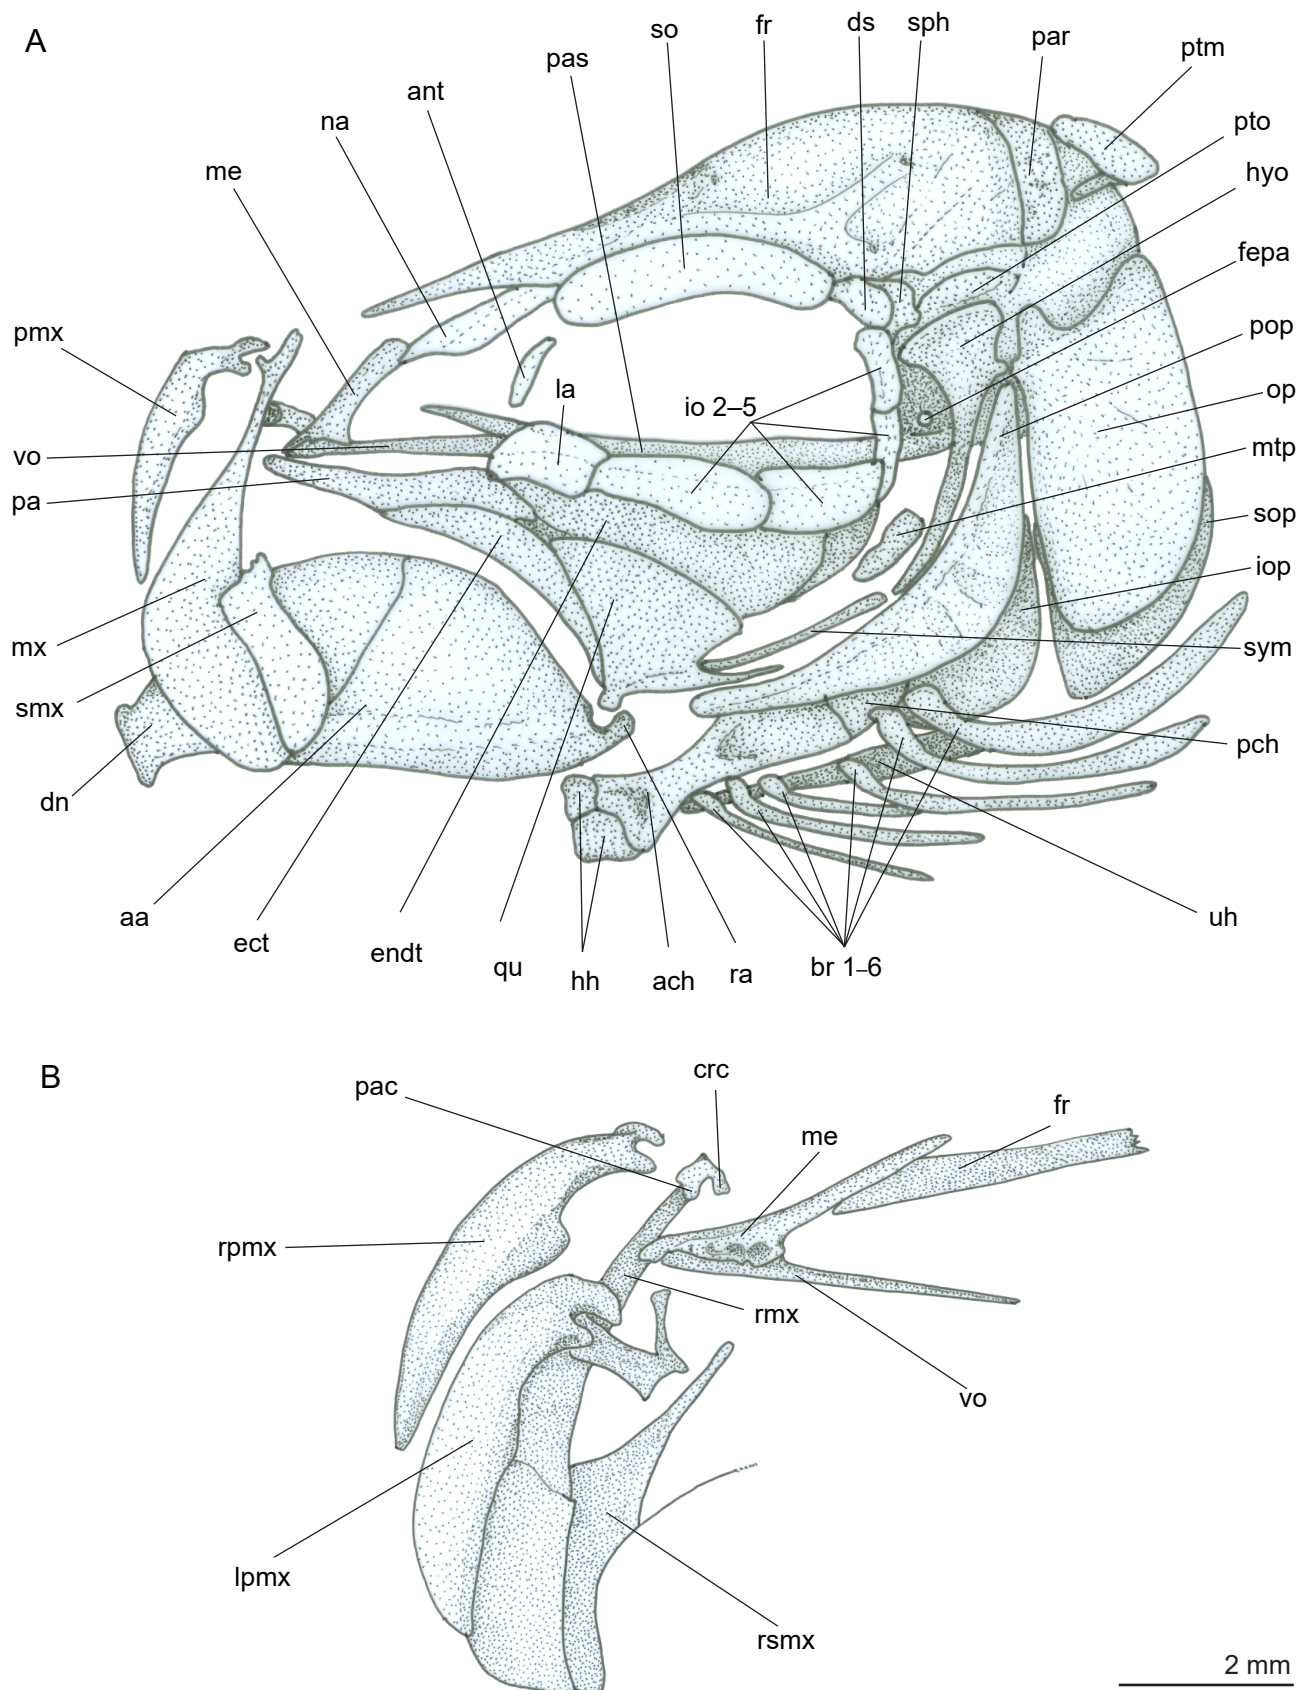 A
so
fr
ds
sph
par
ptm
pas
ant
na
me
pto
hyo
fepa
pmx
la
io 2–5
pop
op
vo
mtp
pa
sop
iop
mx
sym
smx
pch
dn
aa
ect
endt
qu
hh
ach
ra
br 1–6
uh
B
pac
crc
fr
me
rpmx
rmx
vo
lpmx
rsmx
2 mm